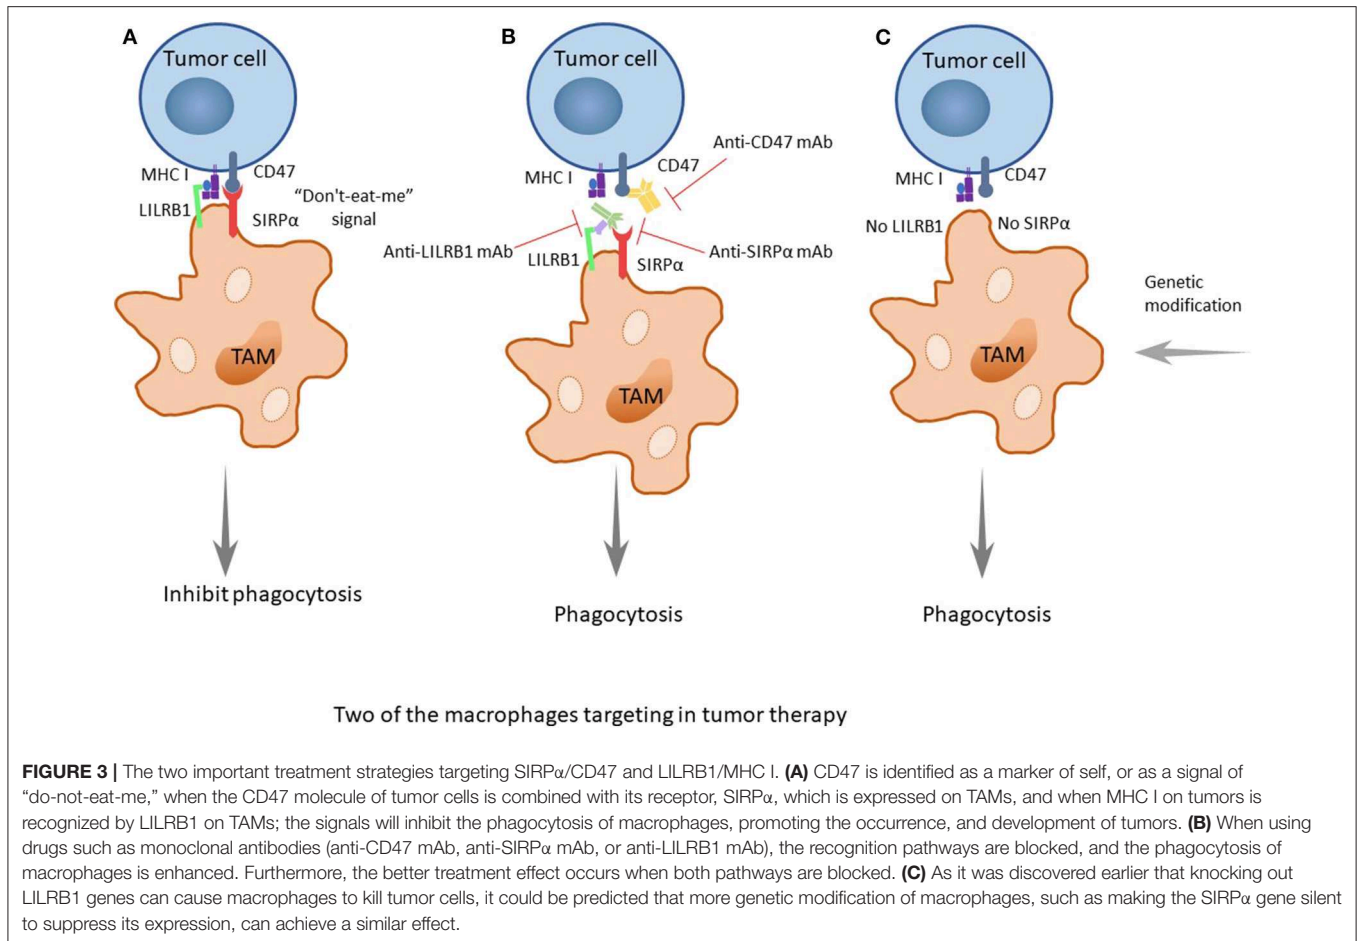 A
Tumor cell
MHC I
CD47
LILRB1
SIRPα
“Don't-eat-me”
signal
TAM
Inhibit phagocytosis
B
Tumor cell
Anti-CD47 mAb
MHC I
CD47
Anti-LILRB1 mAb
LILRB1
SIRPα
Anti-SIRPα mAb
TAM
Phagocytosis
C
Tumor cell
MHC I
CD47
No LILRB1
No SIRPα
Genetic
modification
TAM
Phagocytosis
Two of the macrophages targeting in tumor therapy
FIGURE 3 | The two important treatment strategies targeting SIRPα/CD47 and LILRB1/MHC I. (A) CD47 is identified as a marker of self, or as a signal of
“do-not-eat-me,” when the CD47 molecule of tumor cells is combined with its receptor, SIRPα, which is expressed on TAMs, and when MHC I on tumors is
recognized by LILRB1 on TAMs; the signals will inhibit the phagocytosis of macrophages, promoting the occurrence, and development of tumors. (B) When using
drugs such as monoclonal antibodies (anti-CD47 mAb, anti-SIRPα mAb, or anti-LILRB1 mAb), the recognition pathways are blocked, and the phagocytosis of
macrophages is enhanced. Furthermore, the better treatment effect occurs when both pathways are blocked. (C) As it was discovered earlier that knocking out
LILRB1 genes can cause macrophages to kill tumor cells, it could be predicted that more genetic modification of macrophages, such as making the SIRPα gene silent
to suppress its expression, can achieve a similar effect.